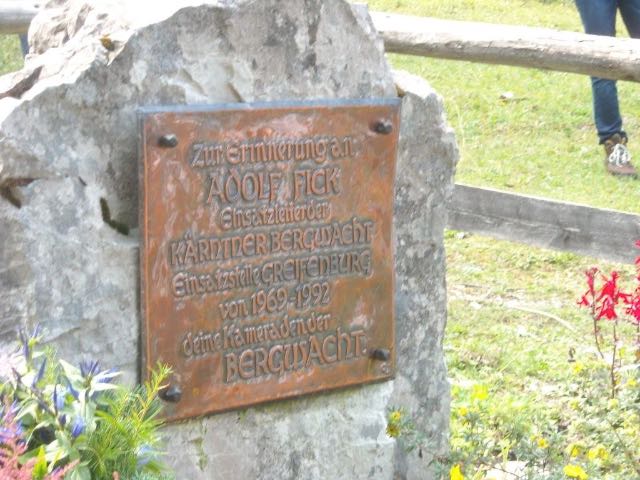 Zur Erinnerung an
ADOLF FICK
Einsatzleiter der
KÄRNTNER BERGWACHT
Einsatzstelle GREIFENBURG
von 1969-1992
deine Kameraden der
BERGWACHT